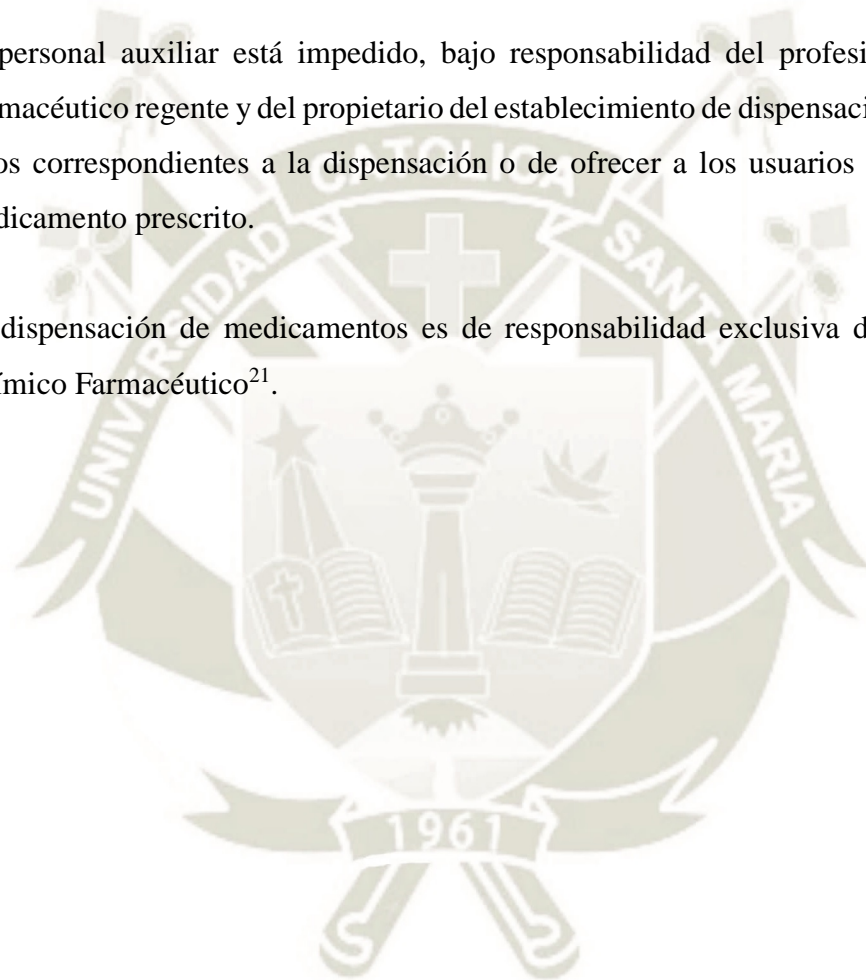 personal auxiliar está impedido, bajo responsabilidad del profesi
macéutico regente y del propietario del establecimiento de dispensaci
os correspondientes a la dispensación o de ofrecer a los usuarios
dicamento prescrito.
dispensación de medicamentos es de responsabilidad exclusiva d
ímico Farmacéutico21.
UNIVERSIDAD CATOLICA SANTA MARIA
1961